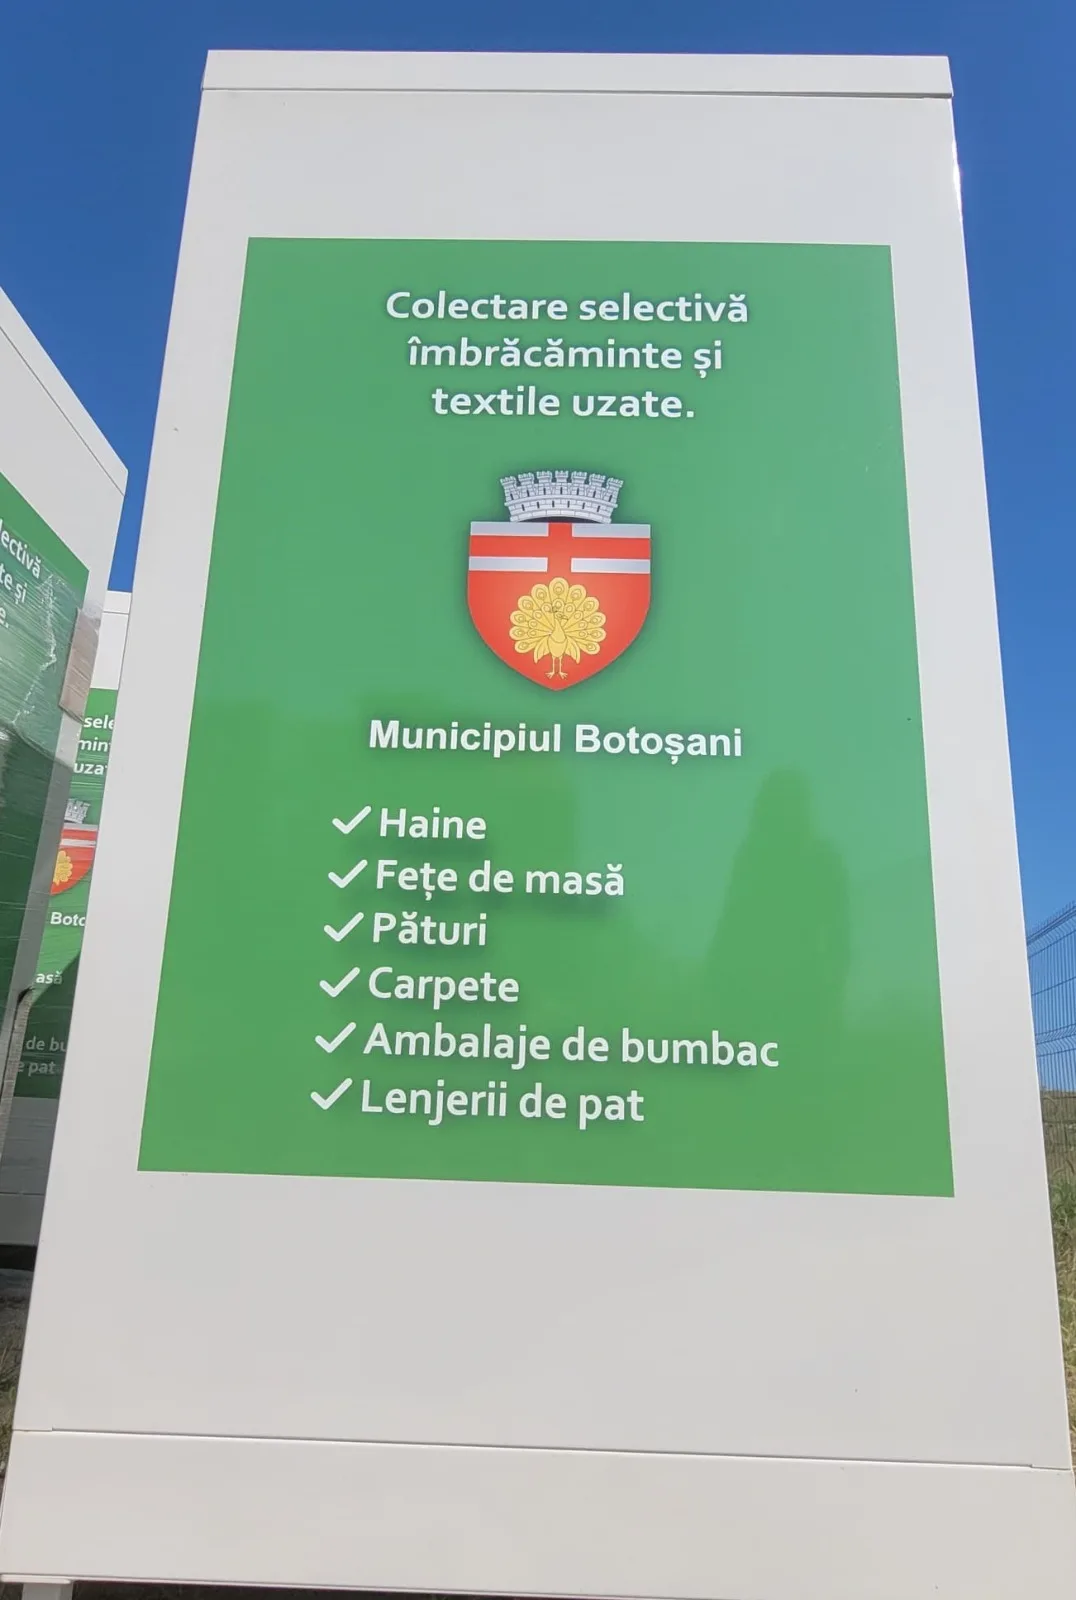 Colectare selectivă
îmbrăcăminte și
textile uzate.
Municipiul Botoșani
Haine
Fețe de masă
Pături
Carpete
Ambalaje de bumbac
Lenjerii de pat